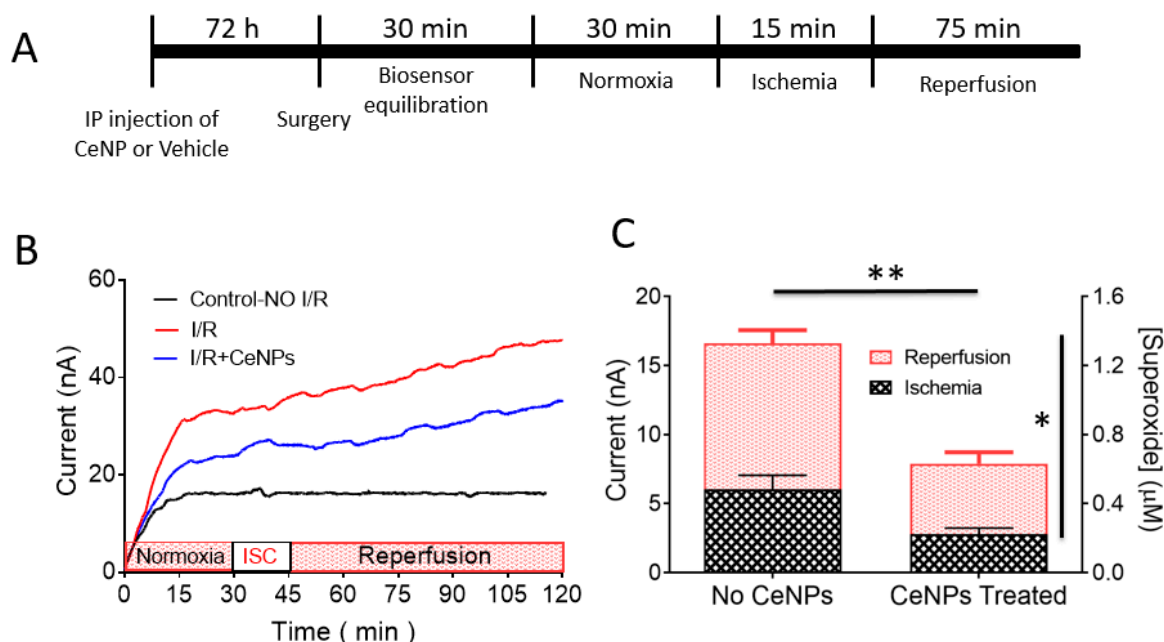 A
72 h
30 min
30 min
15 min
75 min
IP injection of
CeNP or Vehicle
Surgery
Biosensor
equilibration
Normoxia
Ischemia
Reperfusion
B
Current (nA)
60
40
20
0
Control-NO I/R
I/R
I/R+CeNPs
Normoxia
ISC
Reperfusion
0
15
30
45
60
75
90
105
120
Time ( min )
C
**
Current (nA)
20
15
10
5
0
Reperfusion
Ischemia
*
1.6
1.2
0.8
0.4
0.0
[Superoxide] (µM)
No CeNPs
CeNPs Treated